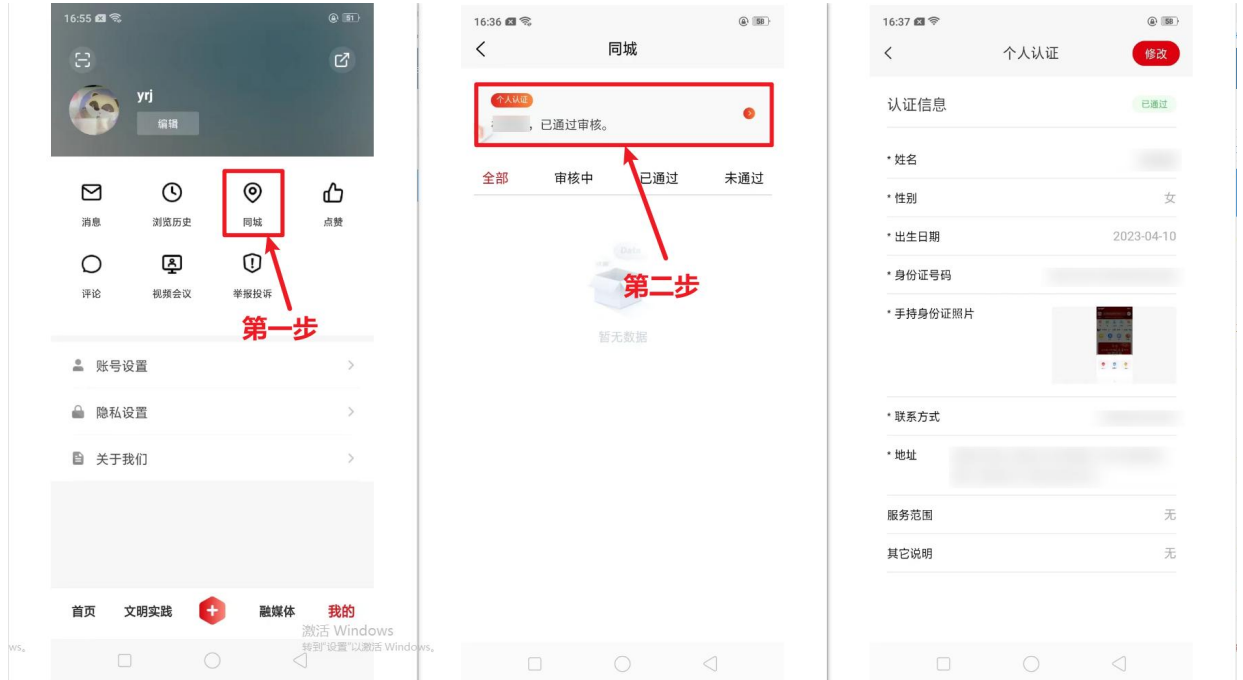 16:55
51
yrj
编辑
消息
浏览历史
同城
点赞
评论
视频会议
举报投诉
第一步
账号设置
隐私设置
关于我们
首页
文明实践
融媒体
我的
激活 Windows
转到"设置"以激活 Windows。
ws。
16:36
50
同城
个人认证
，已通过审核。
全部
审核中
已通过
未通过
第二步
暂无数据
16:37
50
个人认证
修改
认证信息
已通过
* 姓名
* 性别
女
* 出生日期
2023-04-10
* 身份证号码
* 手持身份证照片
* 联系方式
* 地址
服务范围
无
其它说明
无